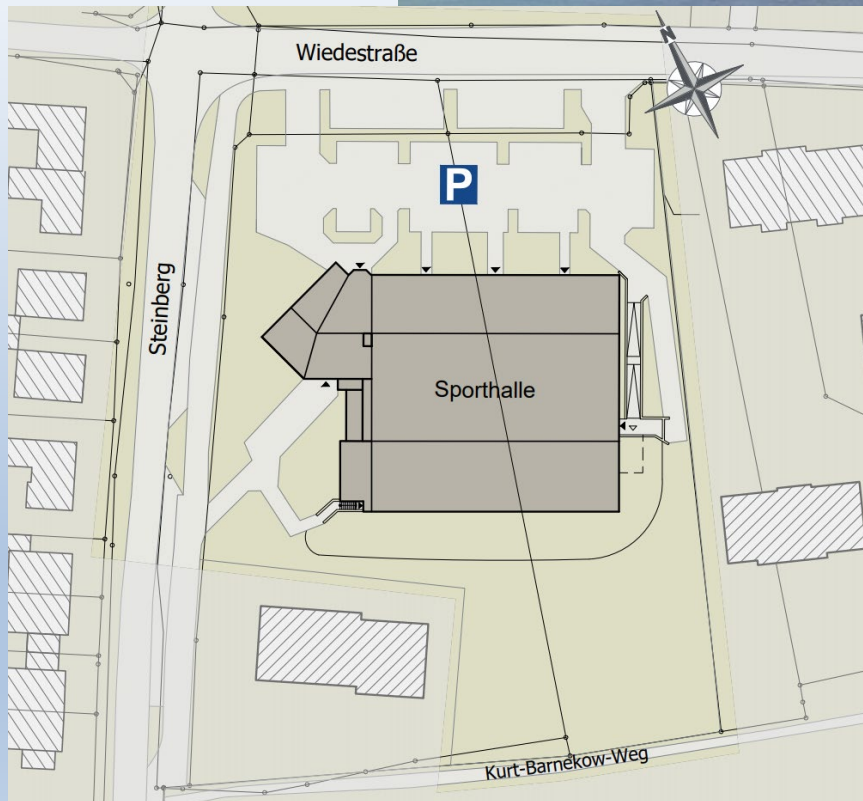 Wiedestraße
N
P
Steinberg
Sporthalle
Kurt-Barnekow-Weg